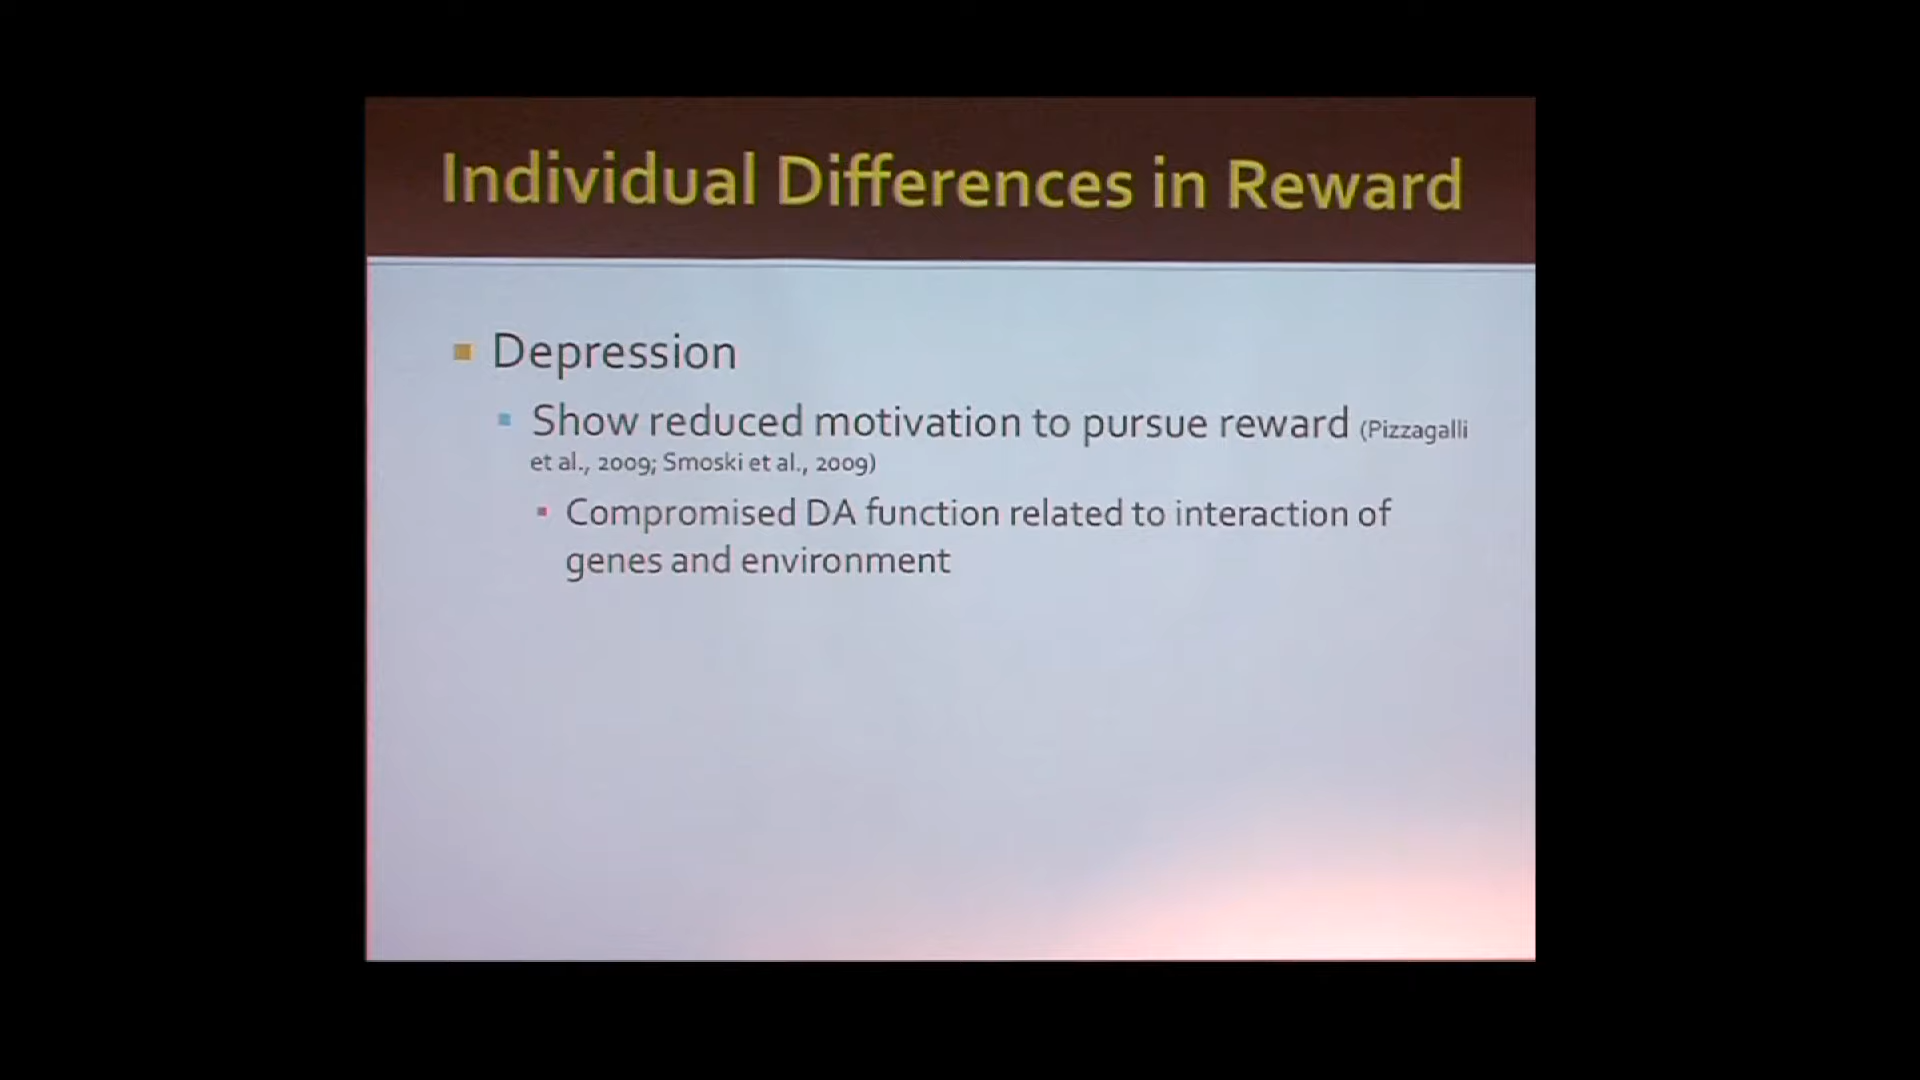 Individual Differences in Reward
Depression
Show reduced motivation to pursue reward (Pizzagalli
et al., 2009; Smoski et al., 2009)
Compromised DA function related to interaction of
genes and environment